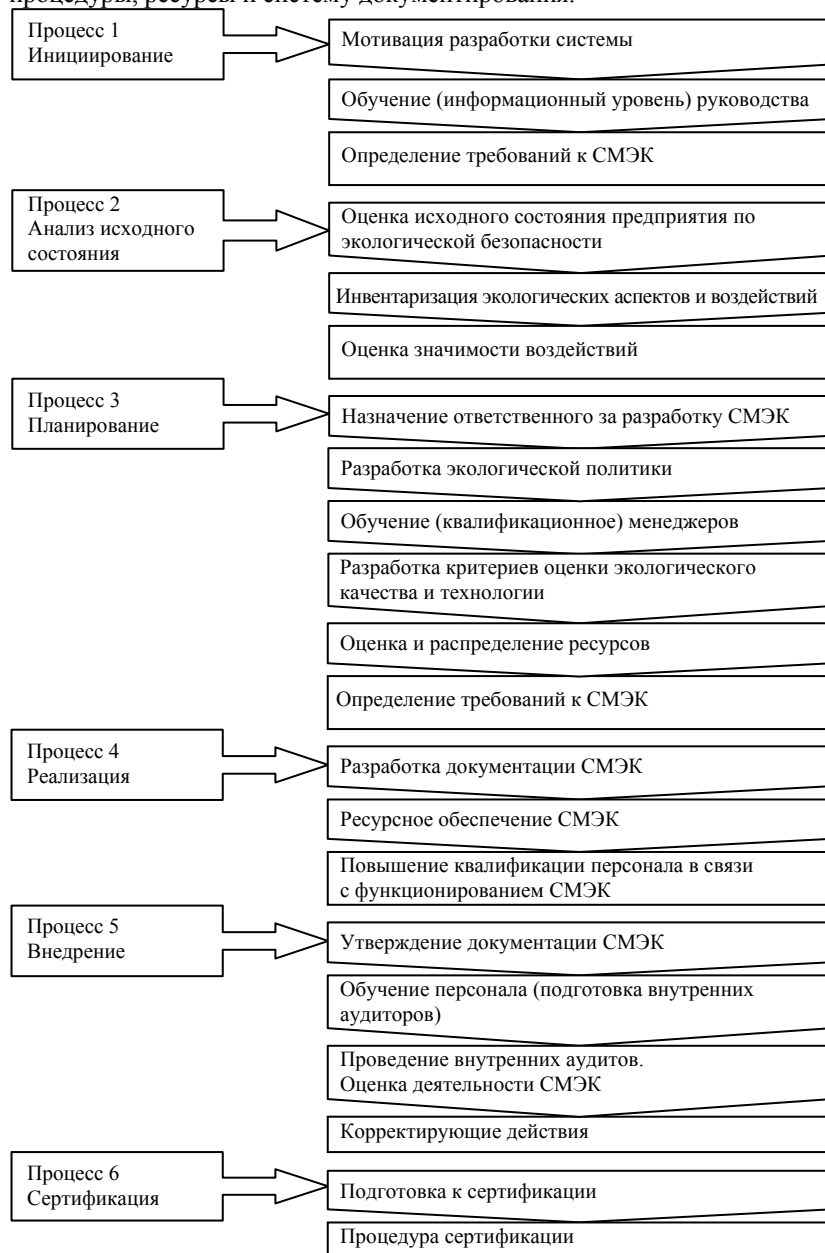 процедуры, ресурсы и систему документирования.
Процесс 1
Инициирование
Мотивация разработки системы
Обучение (информационный уровень) руководства
Определение требований к СМЭК
Процесс 2
Анализ исходного
состояния
Оценка исходного состояния предприятия по
экологической безопасности
Инвентаризация экологических аспектов и воздействий
Оценка значимости воздействий
Процесс 3
Планирование
Назначение ответственного за разработку СМЭК
Разработка экологической политики
Обучение (квалификационное) менеджеров
Разработка критериев оценки экологического
качества и технологии
Оценка и распределение ресурсов
Определение требований к СМЭК
Процесс 4
Реализация
Разработка документации СМЭК
Ресурсное обеспечение СМЭК
Повышение квалификации персонала в связи
с функционированием СМЭК
Процесс 5
Внедрение
Утверждение документации СМЭК
Обучение персонала (подготовка внутренних
аудиторов)
Проведение внутренних аудитов.
Оценка деятельности СМЭК
Корректирующие действия
Процесс 6
Сертификация
Подготовка к сертификации
Процедура сертификации